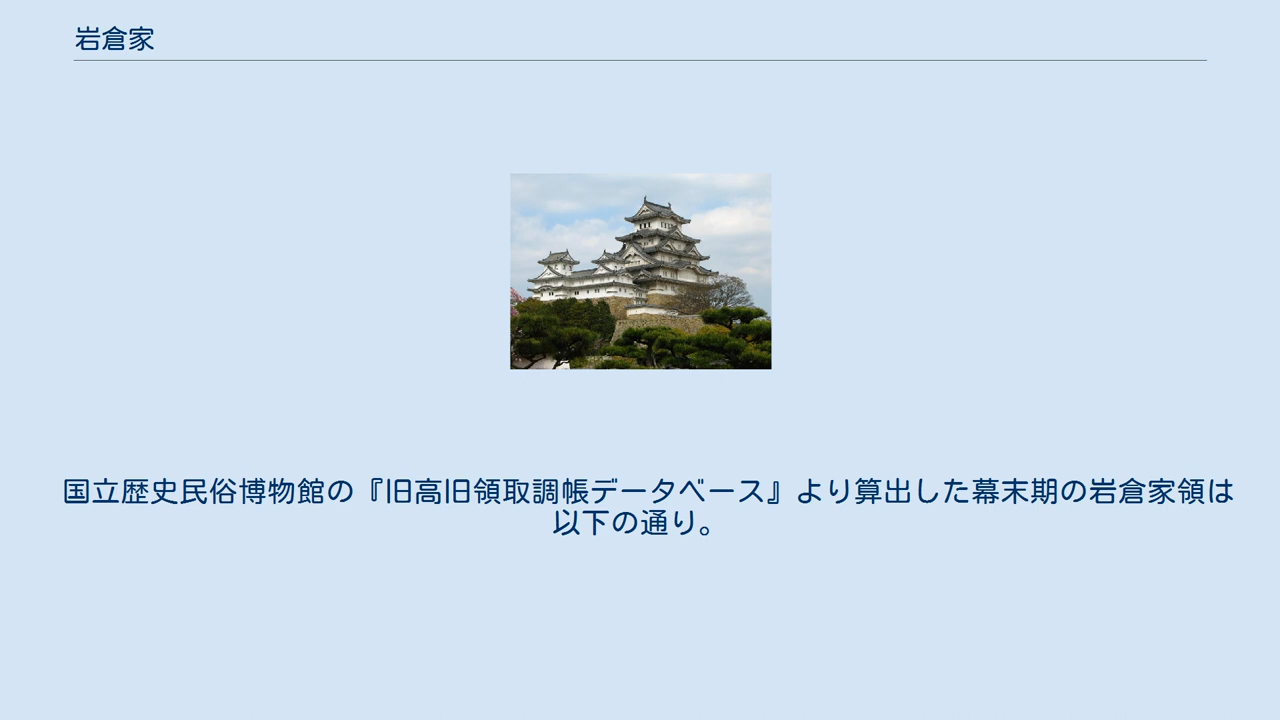 岩倉家
国立歴史民俗博物館の『旧高旧領取調帳データベース』より算出した幕末期の岩倉家領は
以下の通り。